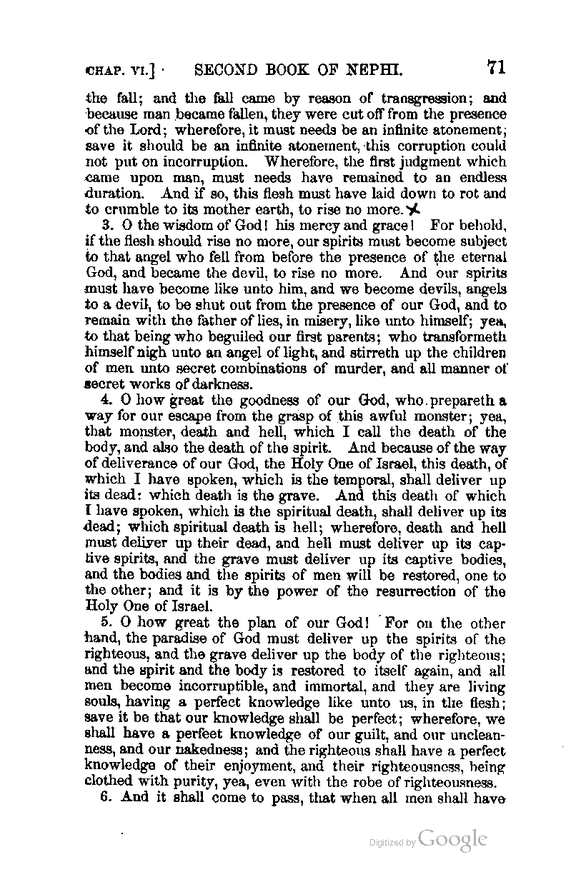 CHAP. VI.] SECOND BOOK OF NEPHI. 71
the fall; and the fall came by reason of transgression; and
because man became fallen, they were cut off from the presence
of the Lord; wherefore, it must needs be an infinite atonement;
save it should be an infinite atonement, this corruption could
not put on incorruption. Wherefore, the first judgment which
came upon man, must needs have remained to an endless
duration. And if so, this flesh must have laid down to rot and
to crumble to its mother earth, to rise no more.
3. O the wisdom of God! his mercy and grace! For behold,
if the flesh should rise no more, our spirits must become subject
to that angel who fell from before the presence of the eternal
God, and became the devil, to rise no more. And our spirits
must have become like unto him, and we become devils, angels
to a devil, to be shut out from the presence of our God, and to
remain with the father of lies, in misery, like unto himself; yea,
to that being who beguiled our first parents; who transformeth
himself nigh unto an angel of light, and stirreth up the children
of men unto secret combinations of murder, and all manner of
secret works of darkness.
4. O how great the goodness of our God, who prepareth a
way for our escape from the grasp of this awful monster; yea,
that monster, death and hell, which I call the death of the
body, and also the death of the spirit. And because of the way
of deliverance of our God, the Holy One of Israel, this death, of
which I have spoken, which is the temporal, shall deliver up
its dead: which death is the grave. And this death of which
I have spoken, which is the spiritual death, shall deliver up its
dead; which spiritual death is hell; wherefore, death and hell
must deliver up their dead, and hell must deliver up its cap-
tive spirits, and the grave must deliver up its captive bodies,
and the bodies and the spirits of men will be restored, one to
the other; and it is by the power of the resurrection of the
Holy One of Israel.
5. O how great the plan of our God! For on the other
hand, the paradise of God must deliver up the spirits of the
righteous, and the grave deliver up the body of the righteous;
and the spirit and the body is restored to itself again, and all
men become incorruptible, and immortal, and they are living
souls, having a perfect knowledge like unto us, in the flesh;
save it be that our knowledge shall be perfect; wherefore, we
shall have a perfect knowledge of our guilt, and our unclean-
ness, and our nakedness; and the righteous shall have a perfect
knowledge of their enjoyment, and their righteousness, being
clothed with purity, yea, even with the robe of righteousness.
6. And it shall come to pass, that when all men shall have
Digitized by Google